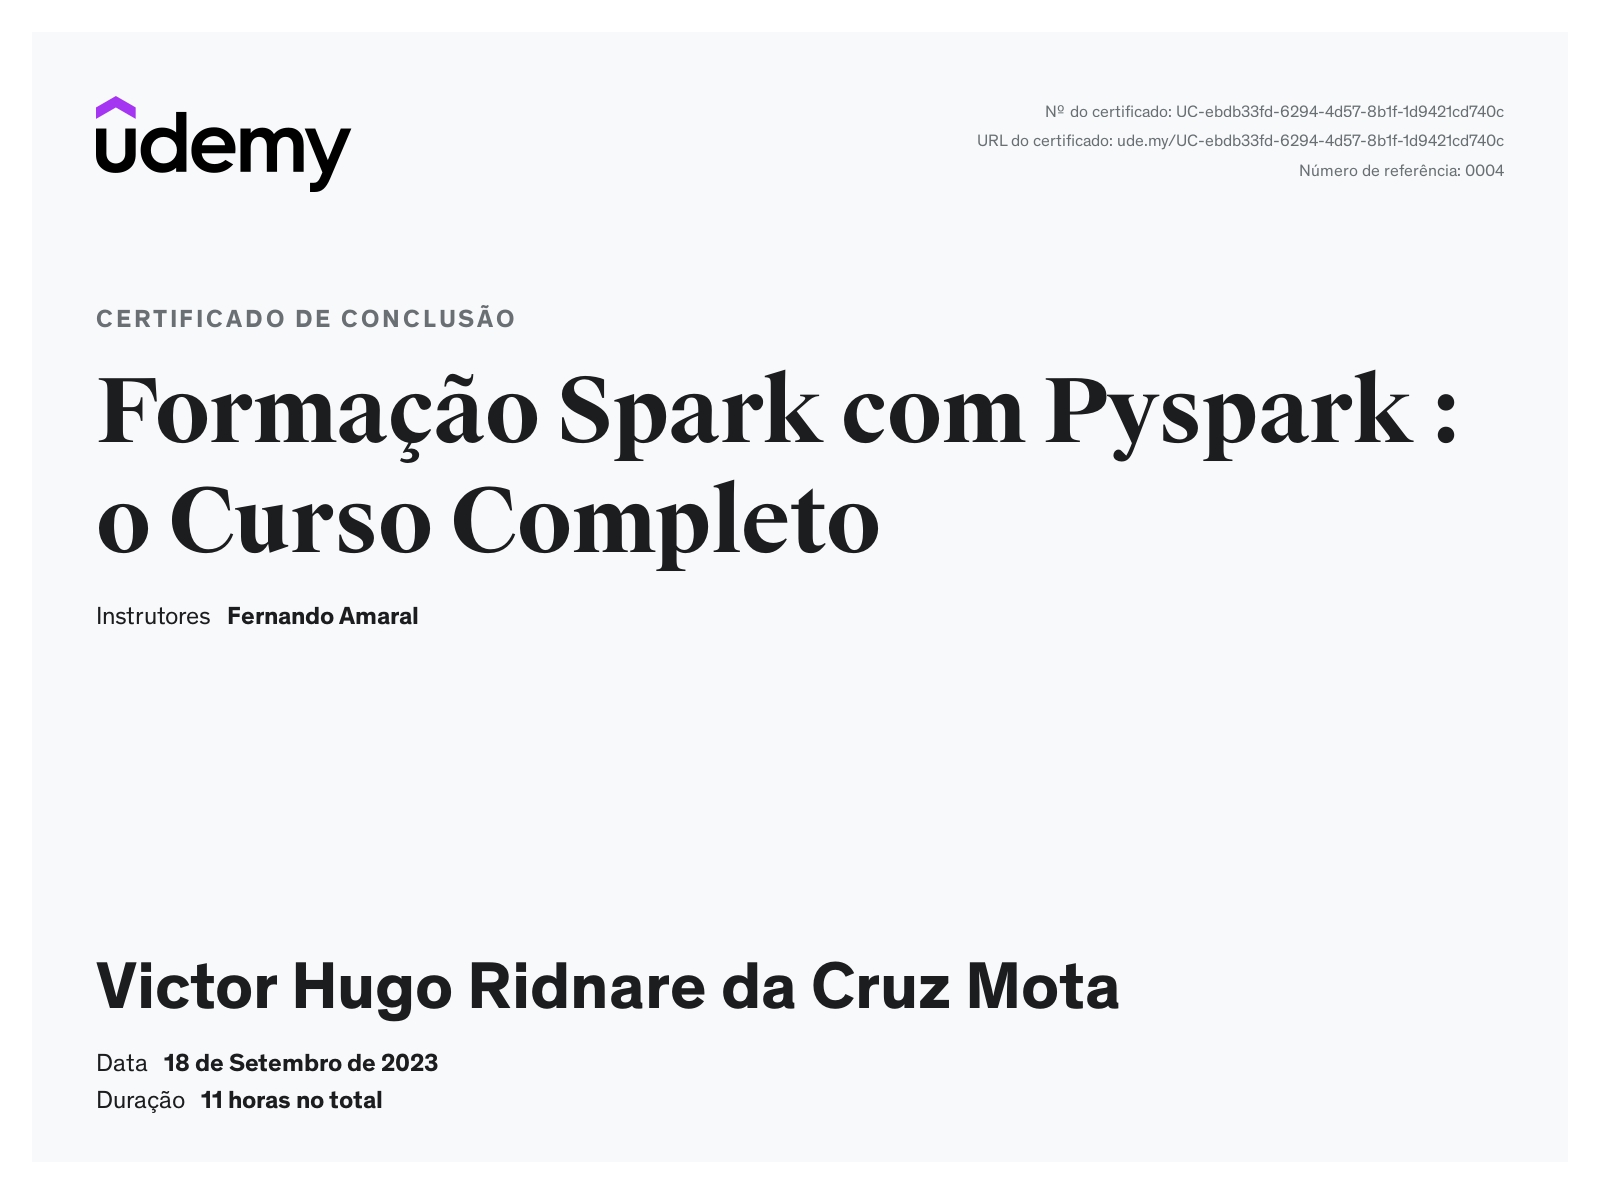 udemy
Nº do certificado: UC-ebdb33fd-6294-4d57-8b1f-1d9421cd740c
URL do certificado: ude.my/UC-ebdb33fd-6294-4d57-8b1f-1d9421cd740c
Número de referência: 0004
CERTIFICADO DE CONCLUSÃO
Formação Spark com Pyspark :
o Curso Completo
Instrutores Fernando Amaral
Victor Hugo Ridnare da Cruz Mota
Data 18 de Setembro de 2023
Duração 11 horas no total